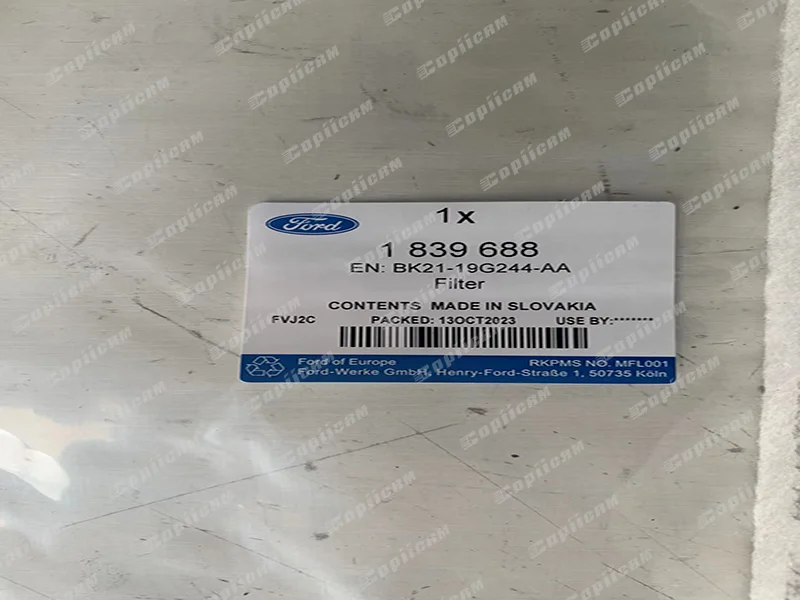 Ford
1x
1 839 688
EN: BK21-19G244-AA
Filter
CONTENTS MADE IN SLOVAKIA
FVJ2C PACKED: 13OCT2023 USE BY:*******
Ford of Europe RKPMS NO. MFL001
Ford-Werke GmbH, Henry-Ford-Straße 1, 50735 Köln
CopiiCAM